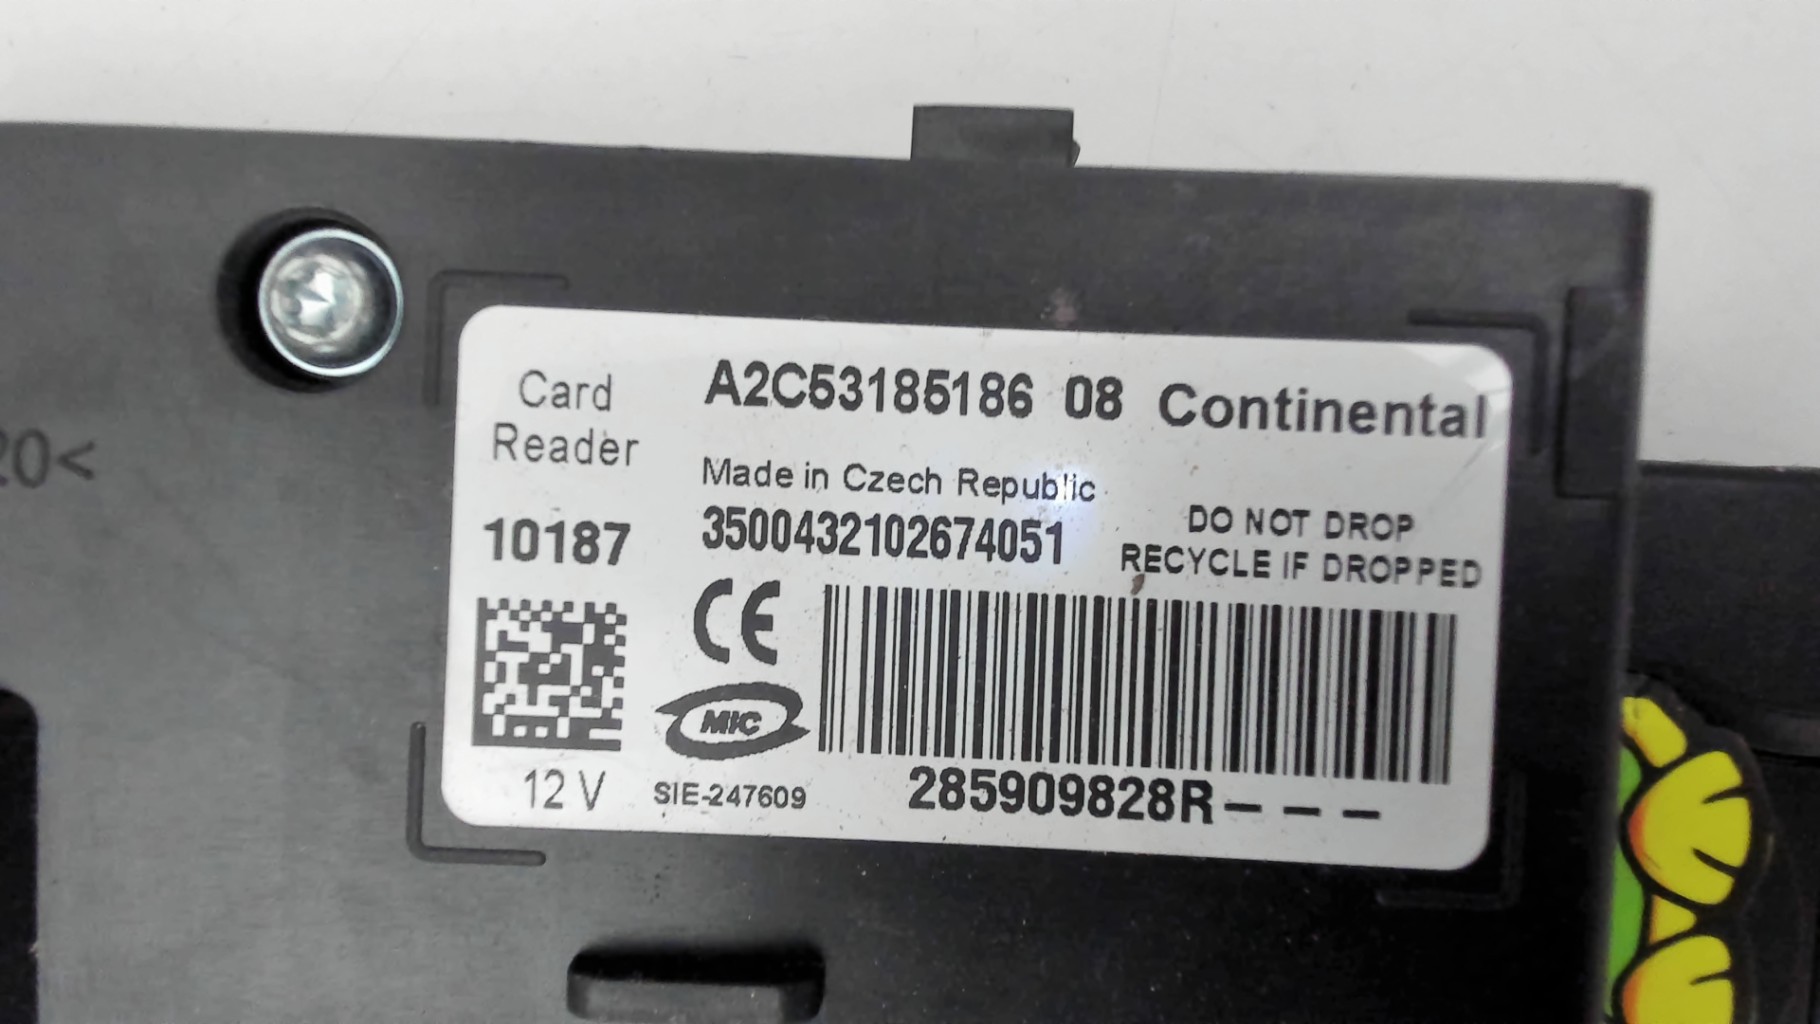 20<
Card
Reader
A2C53185186 08 Continental
Made in Czech Republic
10187
3500432102674051
DO NOT DROP
RECYCLE IF DROPPED
CE
MIC
12 V
SIE-247609
285909828R---